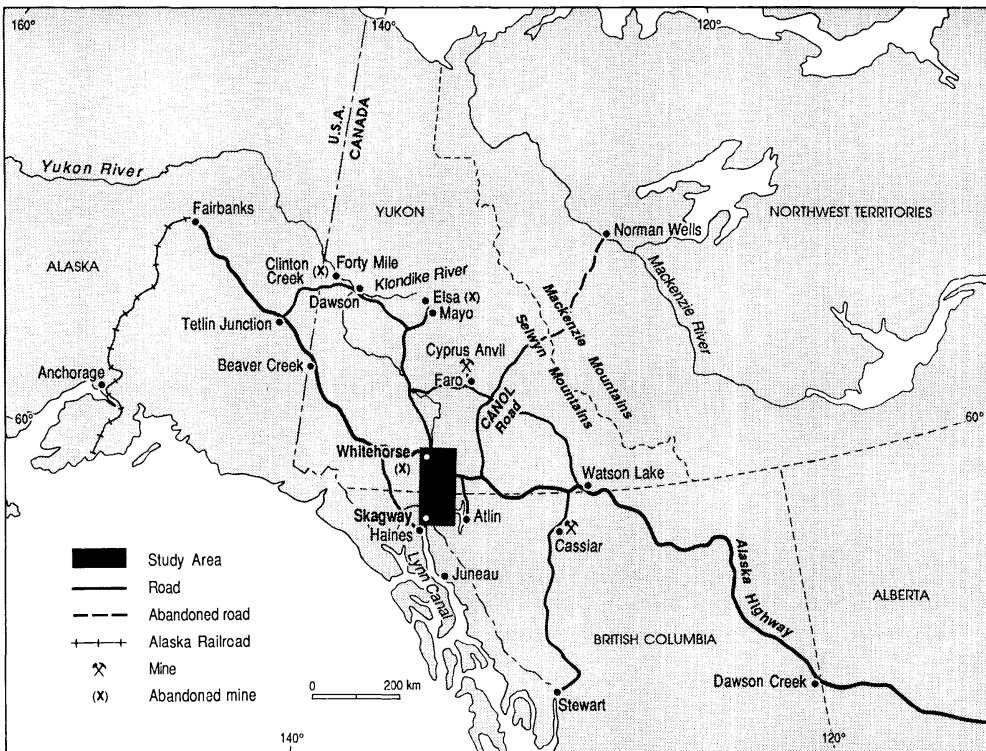 160°
140°
120°
U.S.A.
CANADA
Yukon River
Fairbanks
YUKON
NORTHWEST TERRITORIES
Norman Wells
ALASKA
Clinton
Creek (x)
Forty Mile
Klondike River
Dawson
Elsa (x)
Mayo
Mackenzie River
Tetlin Junction
Mackenzie Mountains
Selwyn Mountains
Cyprus Anvil
Beaver Creek
Faro
Anchorage
CANOL
Road
60°
60°
Whitehorse
(x)
Watson Lake
Skagway
Atlin
Haines
Cassiar
Lynn Canal
Juneau
Alaska Highway
Study Area
Road
Abandoned road
Alaska Railroad
Mine
(x) Abandoned mine
ALBERTA
BRITISH COLUMBIA
0 200 km
Dawson Creek
Stewart
140°
120°